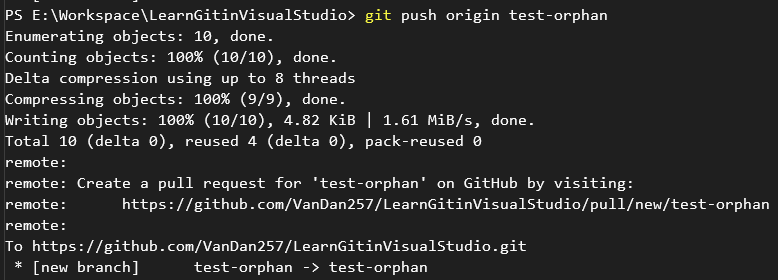 PS E:\Workspace\LearnGitinVisualStudio> git push origin test-orphan
Enumerating objects: 10, done.
Counting objects: 100% (10/10), done.
Delta compression using up to 8 threads
Compressing objects: 100% (9/9), done.
Writing objects: 100% (10/10), 4.82 KiB | 1.61 MiB/s, done.
Total 10 (delta 0), reused 4 (delta 0), pack-reused 0
remote:
remote: Create a pull request for 'test-orphan' on GitHub by visiting:
remote:      https://github.com/VanDan257/LearnGitinVisualStudio/pull/new/test-orphan
remote:
To https://github.com/VanDan257/LearnGitinVisualStudio.git
 * [new branch]      test-orphan -> test-orphan